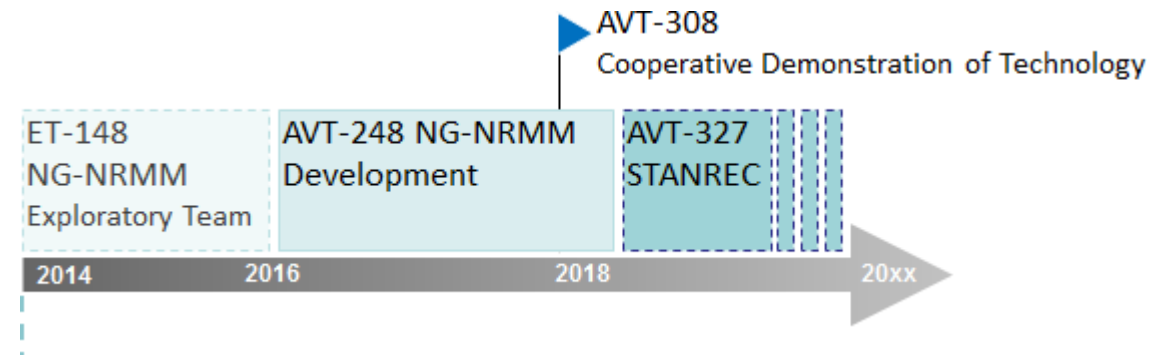 AVT-308
Cooperative Demonstration of Technology
ET-148
NG-NRMM
Exploratory Team
AVT-248 NG-NRMM
Development
AVT-327
STANREC
2014
2016
2018
20xx